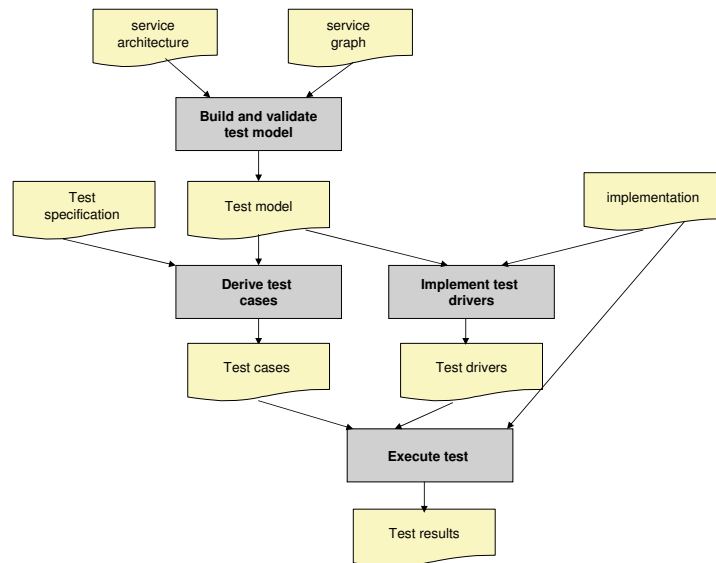 service
architecture
service
graph
Build and validate
test model
Test
specification
Test model
implementation
Derive test
cases
Implement test
drivers
Test cases
Test drivers
Execute test
Test results